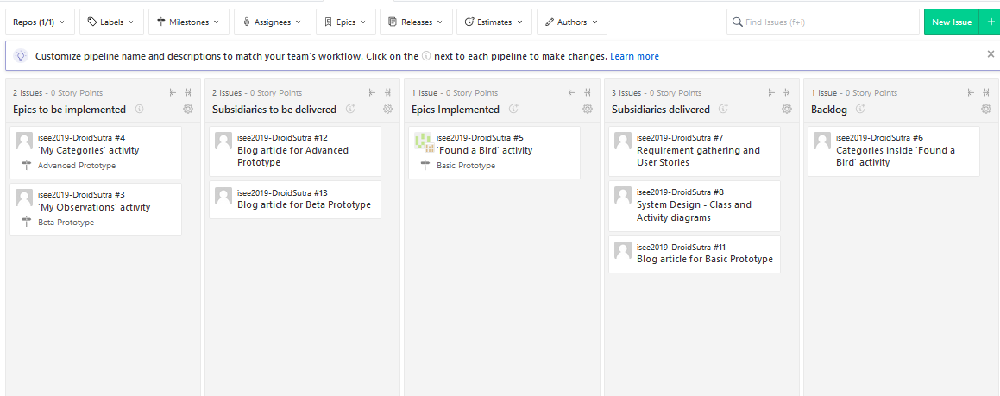 Repos (1/1)
Labels
Milestones
Assignees
Epics
Releases
Estimates
Authors
Find Issues (f+i)
New Issue
+
Customize pipeline name and descriptions to match your team's workflow. Click on the ⓘ next to each pipeline to make changes. Learn more
2 Issues - 0 Story Points
Epics to be implemented
isee2019-DroidSutra #4
'My Categories' activity
Advanced Prototype
isee2019-DroidSutra #3
'My Observations' activity
Beta Prototype
2 Issues - 0 Story Points
Subsidiaries to be delivered
isee2019-DroidSutra #12
Blog article for Advanced
Prototype
isee2019-DroidSutra #13
Blog article for Beta Prototype
1 Issue - 0 Story Points
Epics Implemented
isee2019-DroidSutra #5
'Found a Bird' activity
Basic Prototype
3 Issues - 0 Story Points
Subsidiaries delivered
isee2019-DroidSutra #7
Requirement gathering and
User Stories
isee2019-DroidSutra #8
System Design - Class and
Activity diagrams
isee2019-DroidSutra #11
Blog article for Basic Prototype
1 Issue - 0 Story Points
Backlog
isee2019-DroidSutra #6
Categories inside 'Found a
Bird' activity